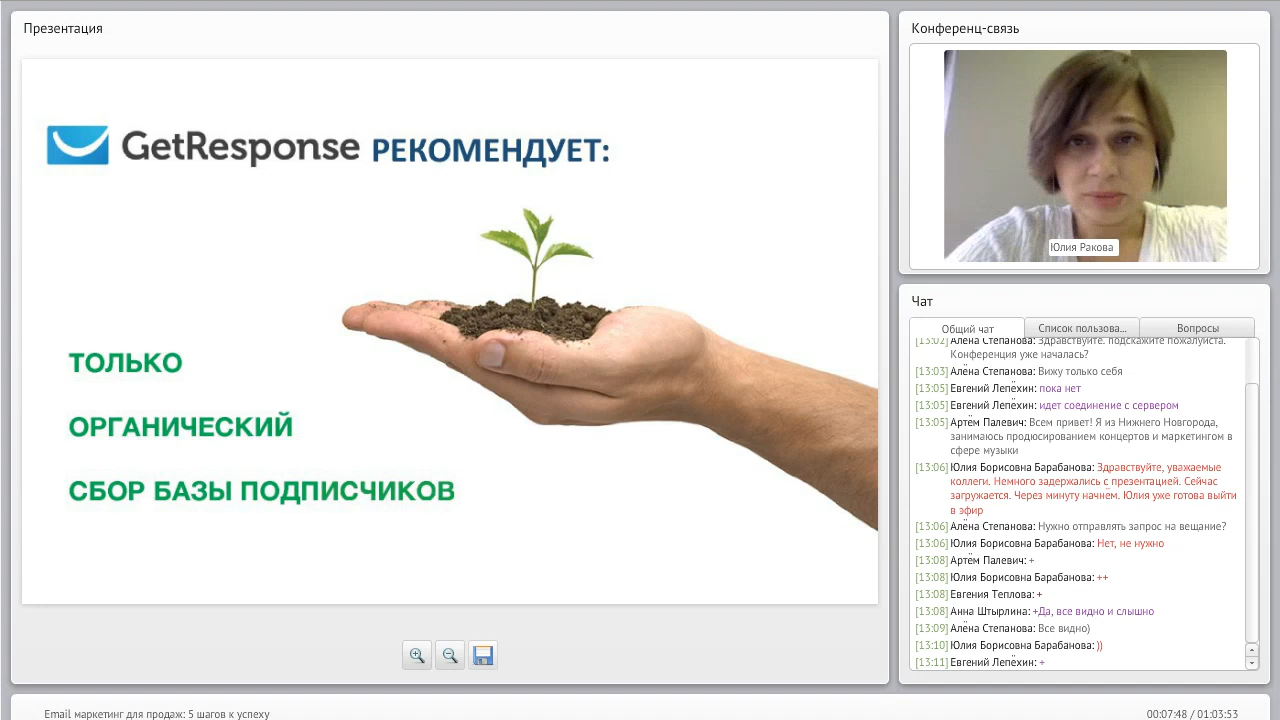 Презентация
GetResponse РЕКОМЕНДУЕТ:
ТОЛЬКО
ОРГАНИЧЕСКИЙ
СБОР БАЗЫ ПОДПИСЧИКОВ
Конференц-связь
Юлия Ракова
Чат
Общий чат
Список пользова...
Вопросы
[13:02] Алёна Степанова: Здравствуйте. подскажите пожалуйста.
Конференция уже началась?
[13:03] Алёна Степанова: Вижу только себя
[13:05] Евгений Лепёхин: пока нет
[13:05] Евгений Лепёхин: идет соединение с сервером
[13:05] Артём Палевич: Всем привет! Я из Нижнего Новгорода,
занимаюсь продюсированием концертов и маркетингом в
сфере музыки
[13:06] Юлия Борисовна Барабанова: Здравствуйте, уважаемые
коллеги. Немного задержались с презентацией. Сейчас
загружается. Через минуту начнём. Юлия уже готова выйти
в эфир
[13:06] Алёна Степанова: Нужно отправлять запрос на вещание?
[13:06] Юлия Борисовна Барабанова: Нет, не нужно
[13:08] Артём Палевич: +
[13:08] Юлия Борисовна Барабанова: ++
[13:08] Евгения Теплова: +
[13:08] Анна Штырлина: +Да, все видно и слышно
[13:09] Алёна Степанова: Все видно)
[13:10] Юлия Борисовна Барабанова: ))
[13:11] Евгений Лепёхин: +
Email маркетинг для продаж: 5 шагов к успеху
00:07:48 / 01:03:53